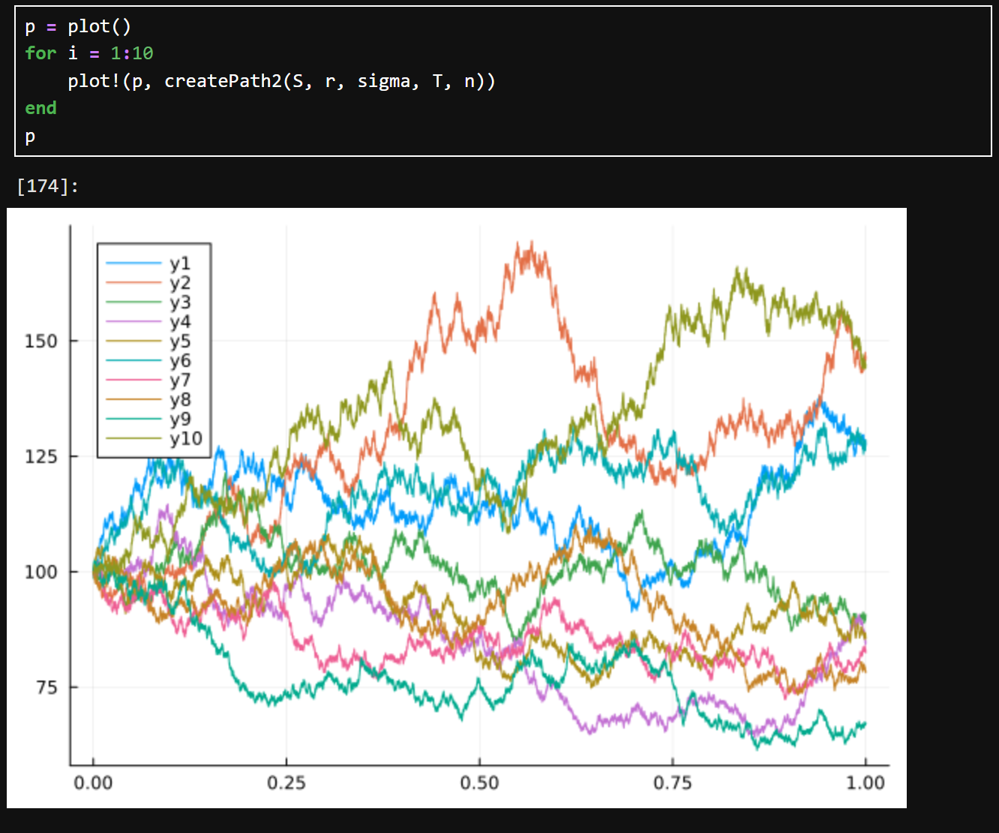 p = plot()
for i = 1:10
    plot!(p, createPath2(S, r, sigma, T, n))
end
p
[174]:
y1
y2
y3
y4
y5
y6
y7
y8
y9
y10
150
125
100
75
0.00 0.25 0.50 0.75 1.00